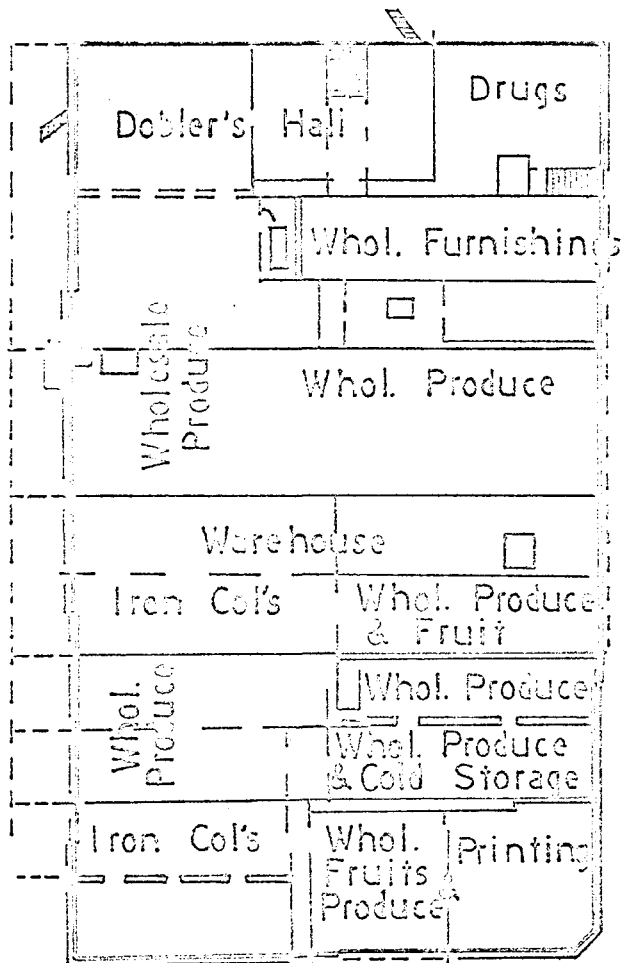 Drugs
Dobler's Hall
Whol. Furnishings
Wholesale
Produce
Whol. Produce
Warehouse
Iron Col's
Whol. Produce
& Fruit
Whol.
Produce
Whol. Produce
Whol. Produce
& Cold Storage
Iron Col's
Whol.
Fruits
Produce
Printing